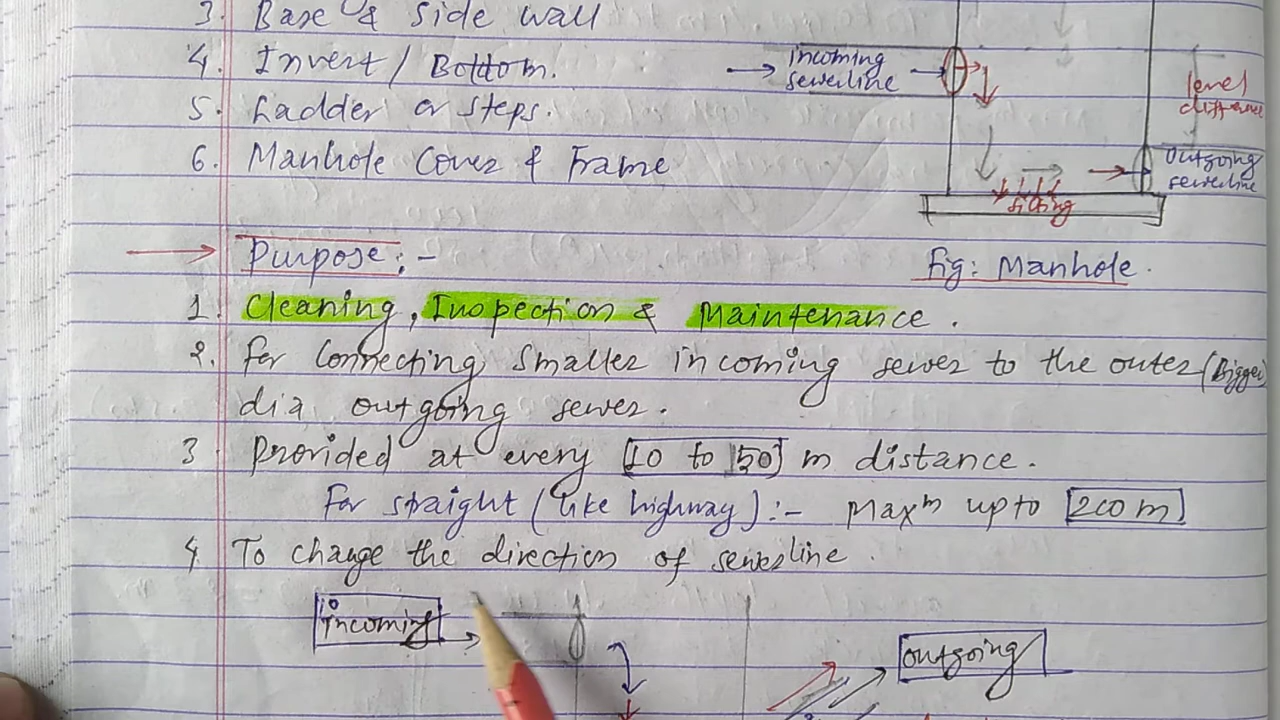 3. Base & side wall
4. Invert / Bottom.
5. Ladder or steps.
6. Manhole Cover & Frame
incoming
sewerline
level
difference
outgoing
sewerline
silting
Fig: Manhole.
Purpose :-
1. Cleaning, Inspection & Maintenance.
2. For Connecting Smaller incoming sewer to the outer (Bigger
dia outgoing sewer.
3. Provided at every 10 to 50 m distance.
For straight (like highway) :- Maxm upto 200 m
4. To change the direction of sewerline.
incoming
outgoing